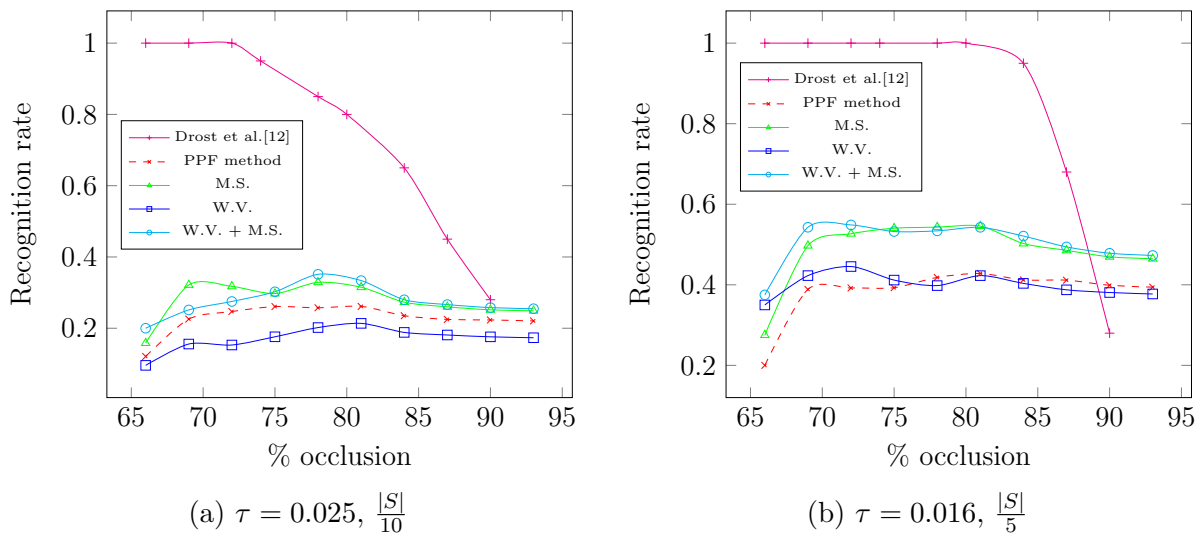 1
0.8
0.6
0.4
0.2
65 70 75 80 85 90 95
% occlusion
Recognition rate
Drost et al.[12]
PPF method
M.S.
W.V.
W.V. + M.S.
(a) τ = 0.025, |S|/10
1
0.8
0.6
0.4
0.2
65 70 75 80 85 90 95
% occlusion
Recognition rate
Drost et al.[12]
PPF method
M.S.
W.V.
W.V. + M.S.
(b) τ = 0.016, |S|/5